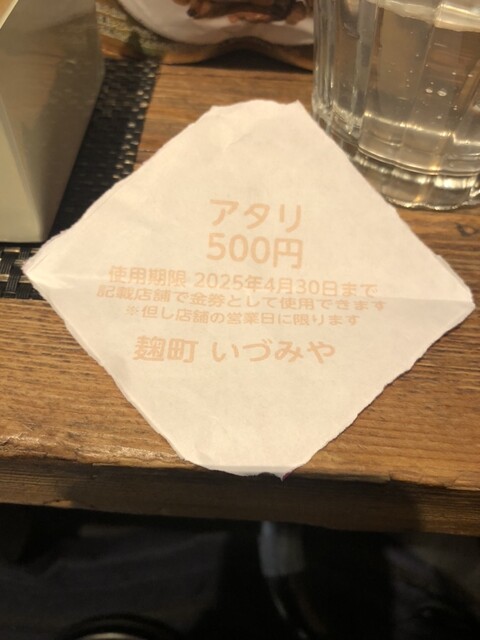 アタリ
500円
使用期限 2025年4月30日まで
記載店舗で金券として使用できます
※但し店舗の営業日に限ります
麹町 いづみや